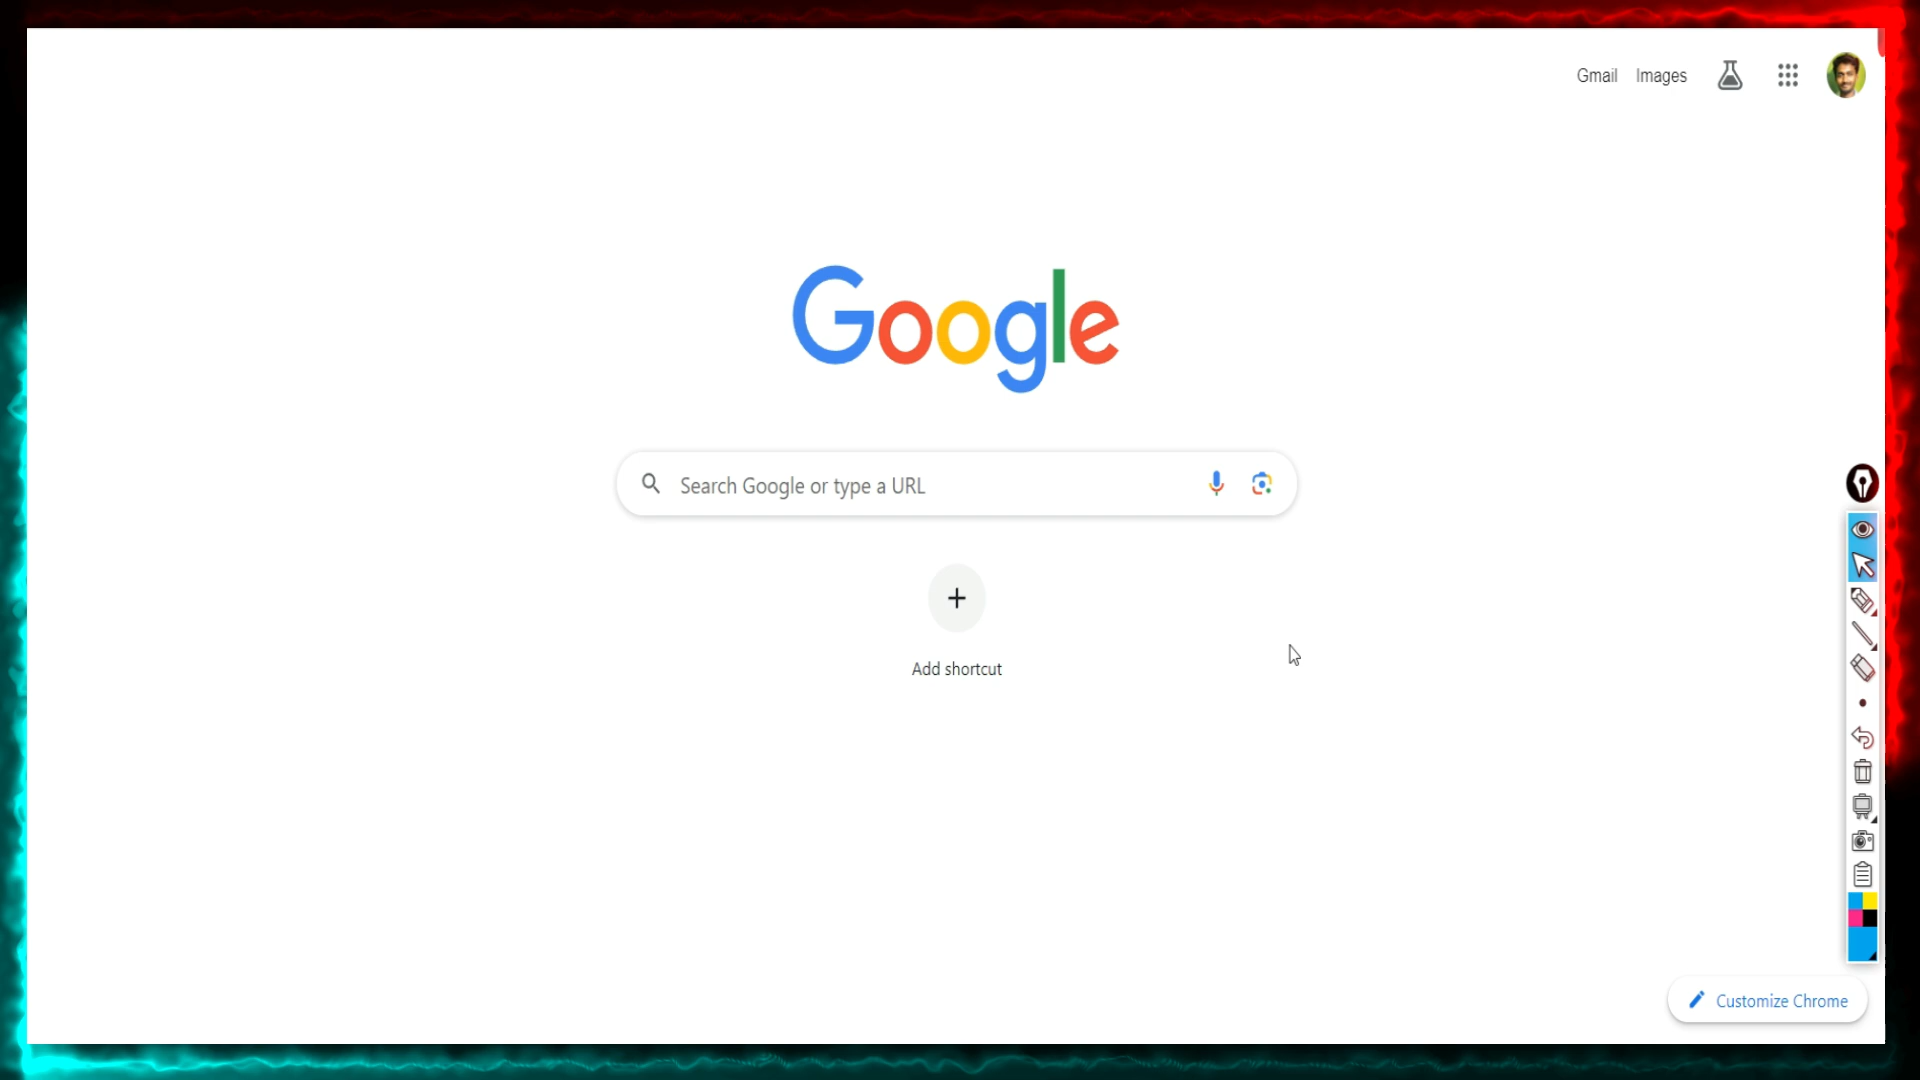 Gmail Images
Google
Search Google or type a URL
Add shortcut
Customize Chrome